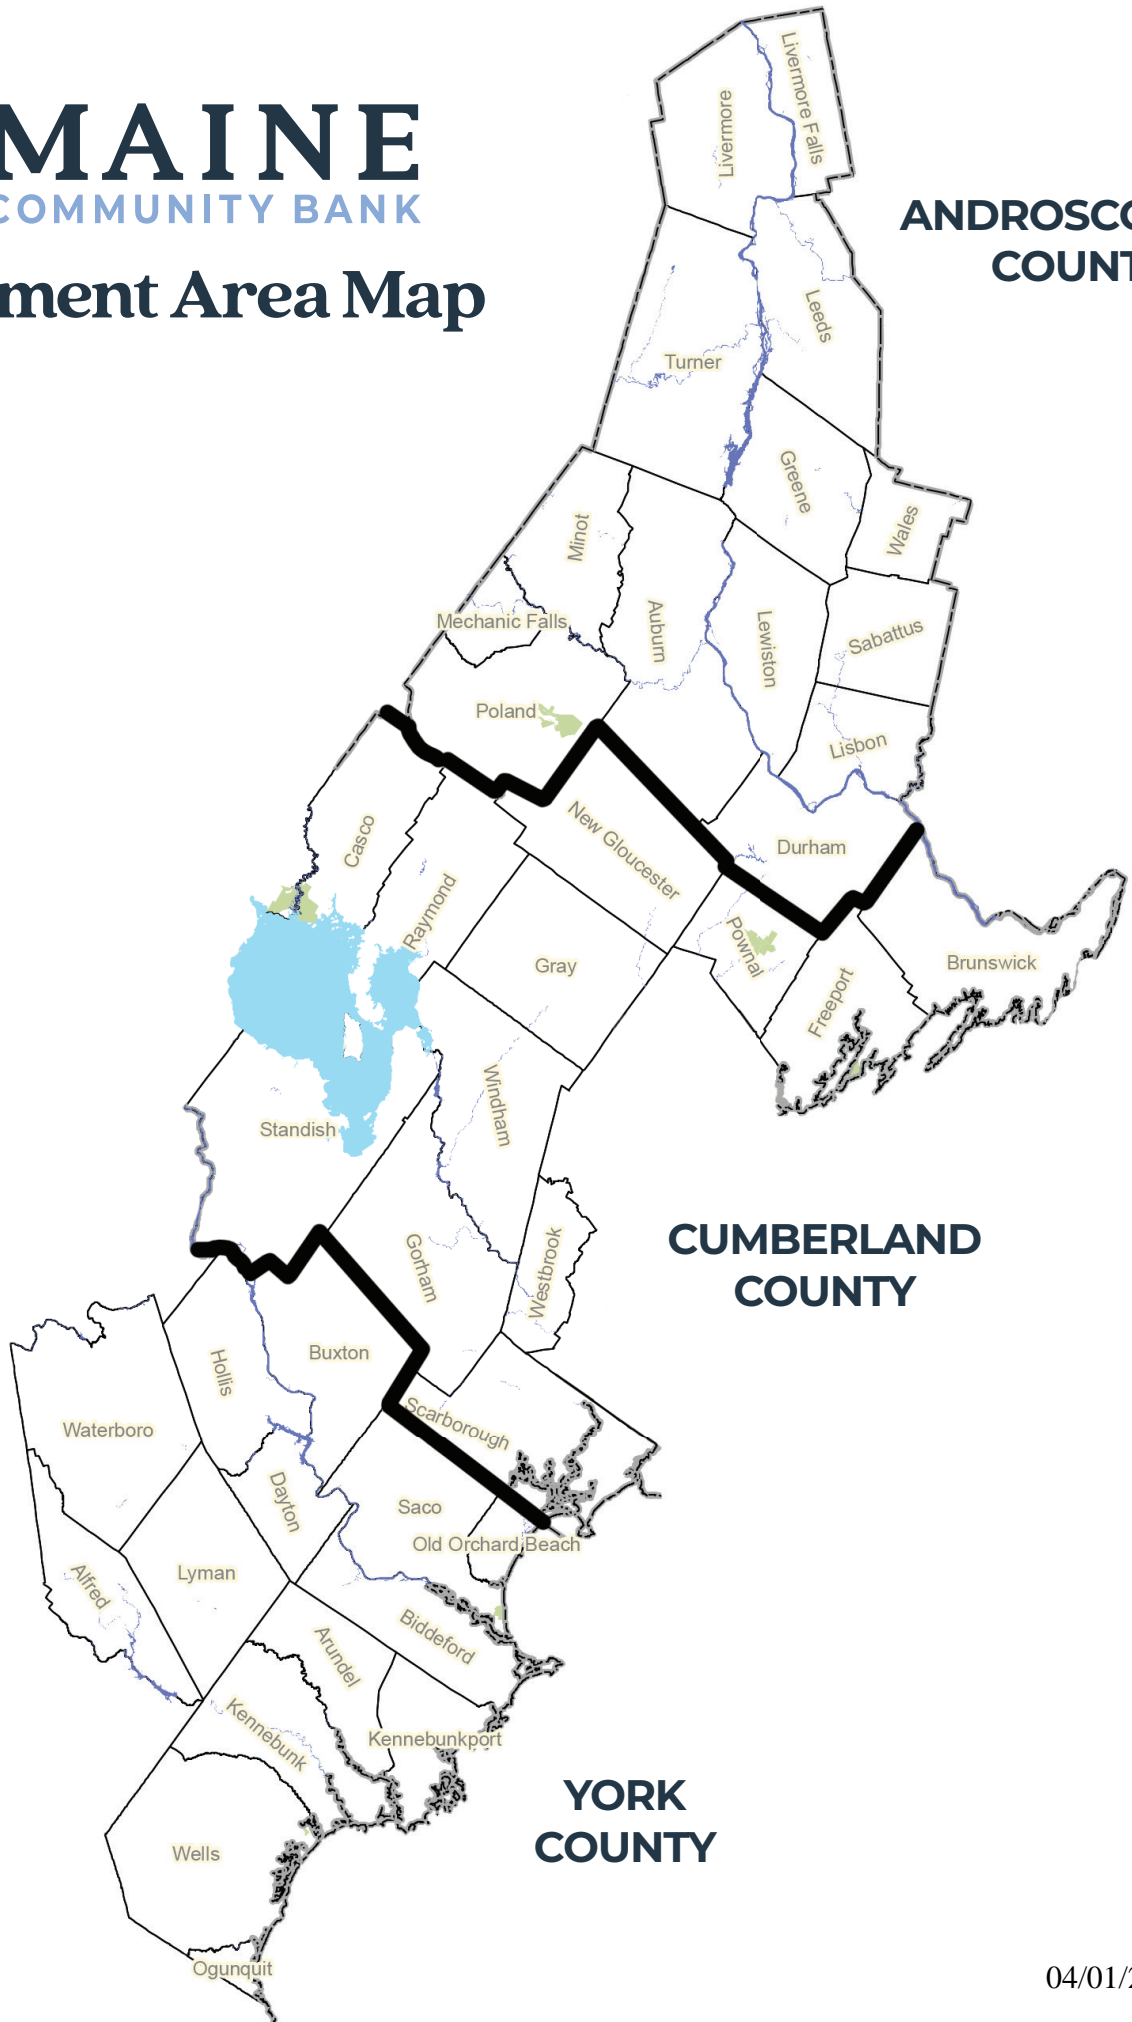 MAINE
COMMUNITY BANK
ment Area Map
ANDROSCO
COUNT
Livermore
Livermore Falls
Turner
Leeds
Greene
Wales
Minot
Mechanic Falls
Auburn
Lewiston
Sabattus
Poland
Lisbon
Casco
New Gloucester
Durham
Raymond
Gray
Pownal
Freeport
Brunswick
Standish
Windham
Gorham
Westbrook
CUMBERLAND
COUNTY
Hollis
Buxton
Waterboro
Scarborough
Dayton
Saco
Old Orchard Beach
Alfred
Lyman
Biddeford
Arundel
Kennebunk
Kennebunkport
YORK
COUNTY
Wells
Ogunquit
04/01/2